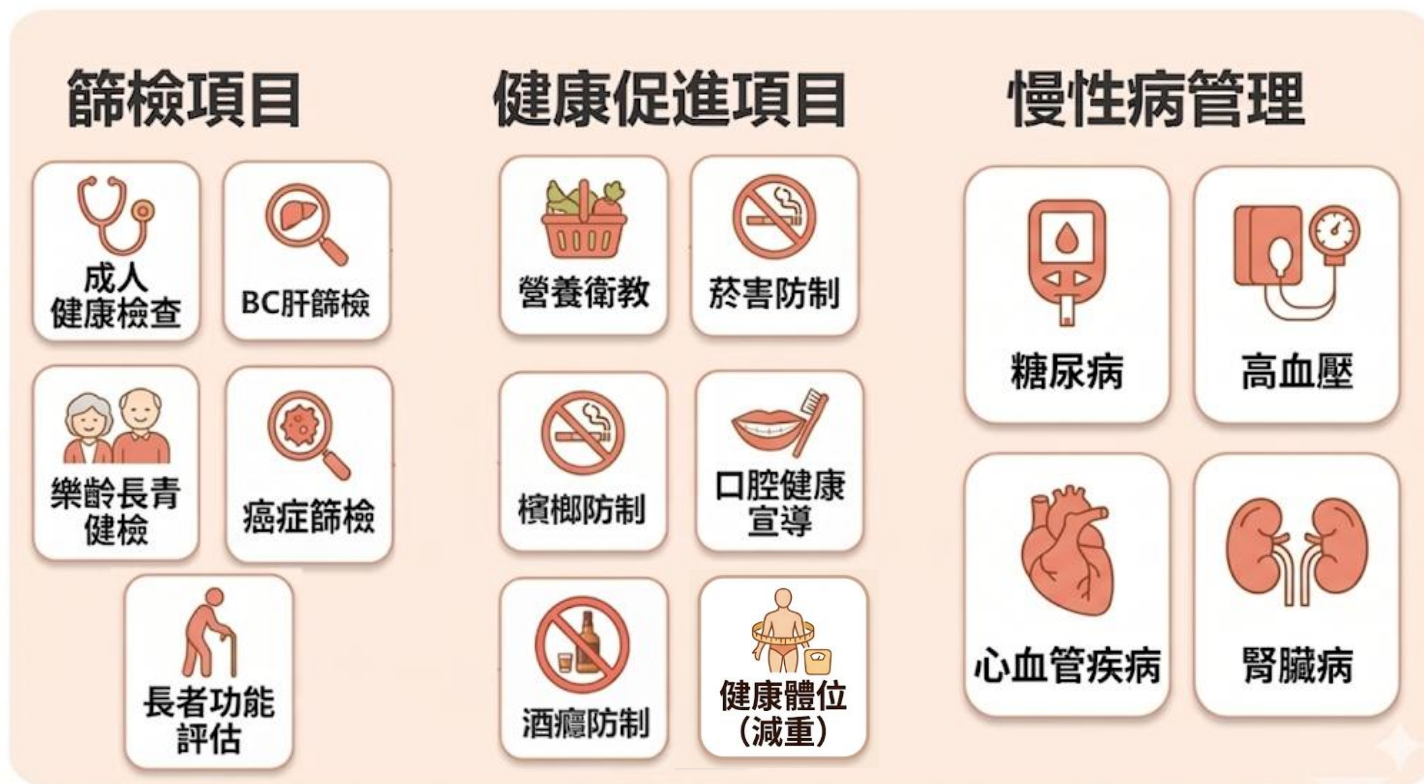 篩檢項目
成人
健康檢查
BC肝篩檢
樂齡長青
健檢
癌症篩檢
長者功能
評估
健康促進項目
營養衛教
菸害防制
檳榔防制
口腔健康
宣導
酒癮防制
健康體位
（減重）
慢性病管理
糖尿病
高血壓
心血管疾病
腎臟病